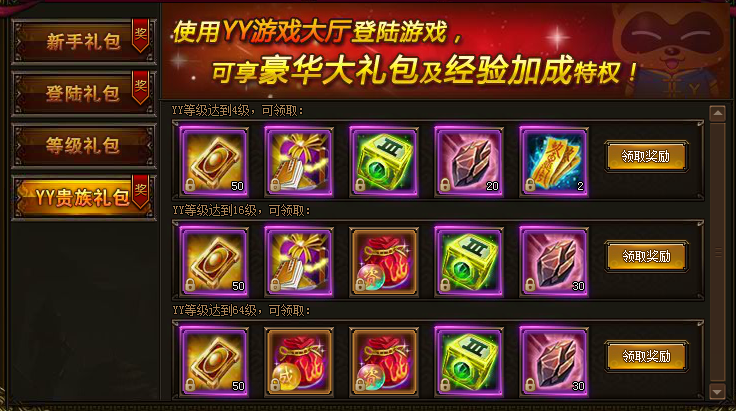 使用YY游戏大厅登陆游戏，
可享豪华大礼包及经验加成特权！
新手礼包
奖
登陆礼包
奖
等级礼包
YY贵族礼包
奖
YY等级达到4级，可领取：
50
III
20
2
领取奖励
YY等级达到16级，可领取：
50
III
30
领取奖励
YY等级达到64级，可领取：
50
成
III
30
领取奖励